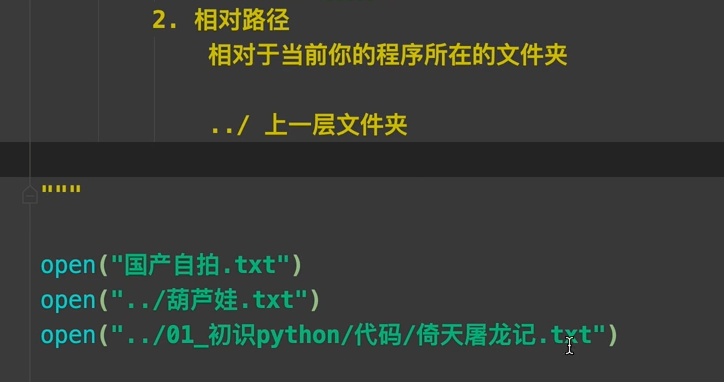 2. 相对路径
相对于当前你的程序所在的文件夹
../ 上一层文件夹
"""
open("国产自拍.txt")
open("../葫芦娃.txt")
open("../01_初识python/代码/倚天屠龙记.txt")